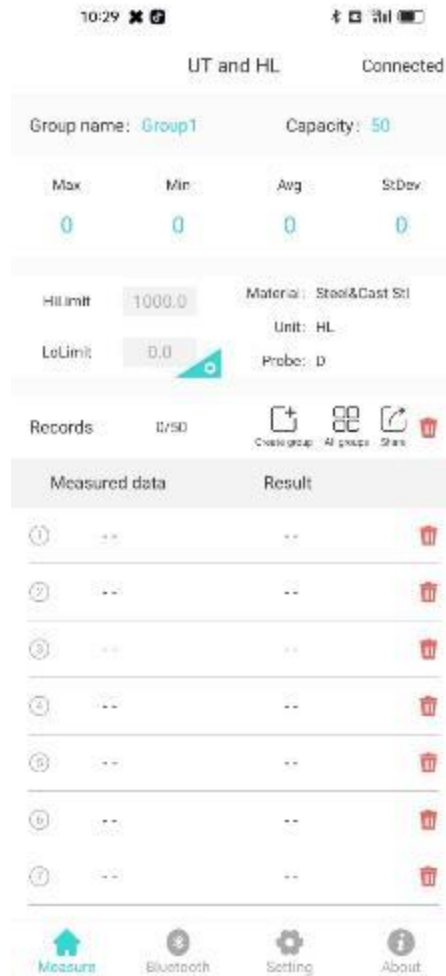 10:29
UT and HL Connected
Group name: Group1 Capacity: 50
Max Min Avg StDev
0 0 0 0
HiLimit 1000.0 Material: Steel&Cast Stl
Unit: HL
LoLimit 0.0 Probe: D
Records 0/50 Create group All groups Share
Measured data Result
1 -- --
2 -- --
3 -- --
4 -- --
5 -- --
6 -- --
7 -- --
Measure Bluetooth Setting About